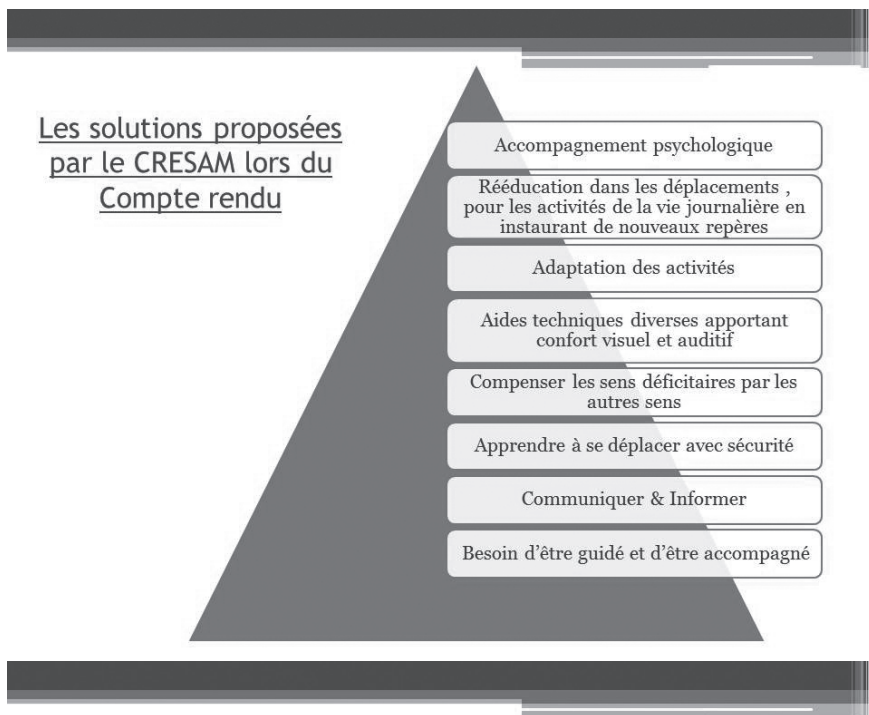 Les solutions proposées
par le CRESAM lors du
Compte rendu
Accompagnement psychologique
Rééducation dans les déplacements ,
pour les activités de la vie journalière en
instaurant de nouveaux repères
Adaptation des activités
Aides techniques diverses apportant
confort visuel et auditif
Compenser les sens déficitaires par les
autres sens
Apprendre à se déplacer avec sécurité
Communiquer & Informer
Besoin d’être guidé et d’être accompagné